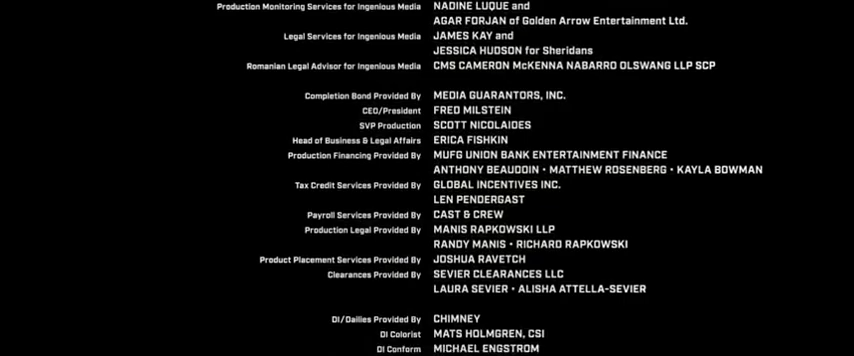 Production Monitoring Services for Ingenious Media NADINE LUQUE and
AGAR FORJAN of Golden Arrow Entertainment Ltd.
Legal Services for Ingenious Media JAMES KAY and
JESSICA HUDSON for Sheridans
Romanian Legal Advisor for Ingenious Media CMS CAMERON McKENNA NABARRO OLSWANG LLP SCP
Completion Bond Provided By MEDIA GUARANTORS, INC.
CEO/President FRED MILSTEIN
SVP Production SCOTT NICOLAIDES
Head of Business & Legal Affairs ERICA FISHKIN
Production Financing Provided By MUFG UNION BANK ENTERTAINMENT FINANCE
ANTHONY BEAUDOIN • MATTHEW ROSENBERG • KAYLA BOWMAN
Tax Credit Services Provided By GLOBAL INCENTIVES INC.
LEN PENDERGAST
Payroll Services Provided By CAST & CREW
Production Legal Provided By MANIS RAPKOWSKI LLP
RANDY MANIS • RICHARD RAPKOWSKI
Product Placement Services Provided By JOSHUA RAVETCH
Clearances Provided By SEVIER CLEARANCES LLC
LAURA SEVIER • ALISHA ATTELLA-SEVIER
DI/Dailies Provided By CHIMNEY
DI Colorist MATS HOLMGREN, CSI
DI Conform MICHAEL ENGSTROM